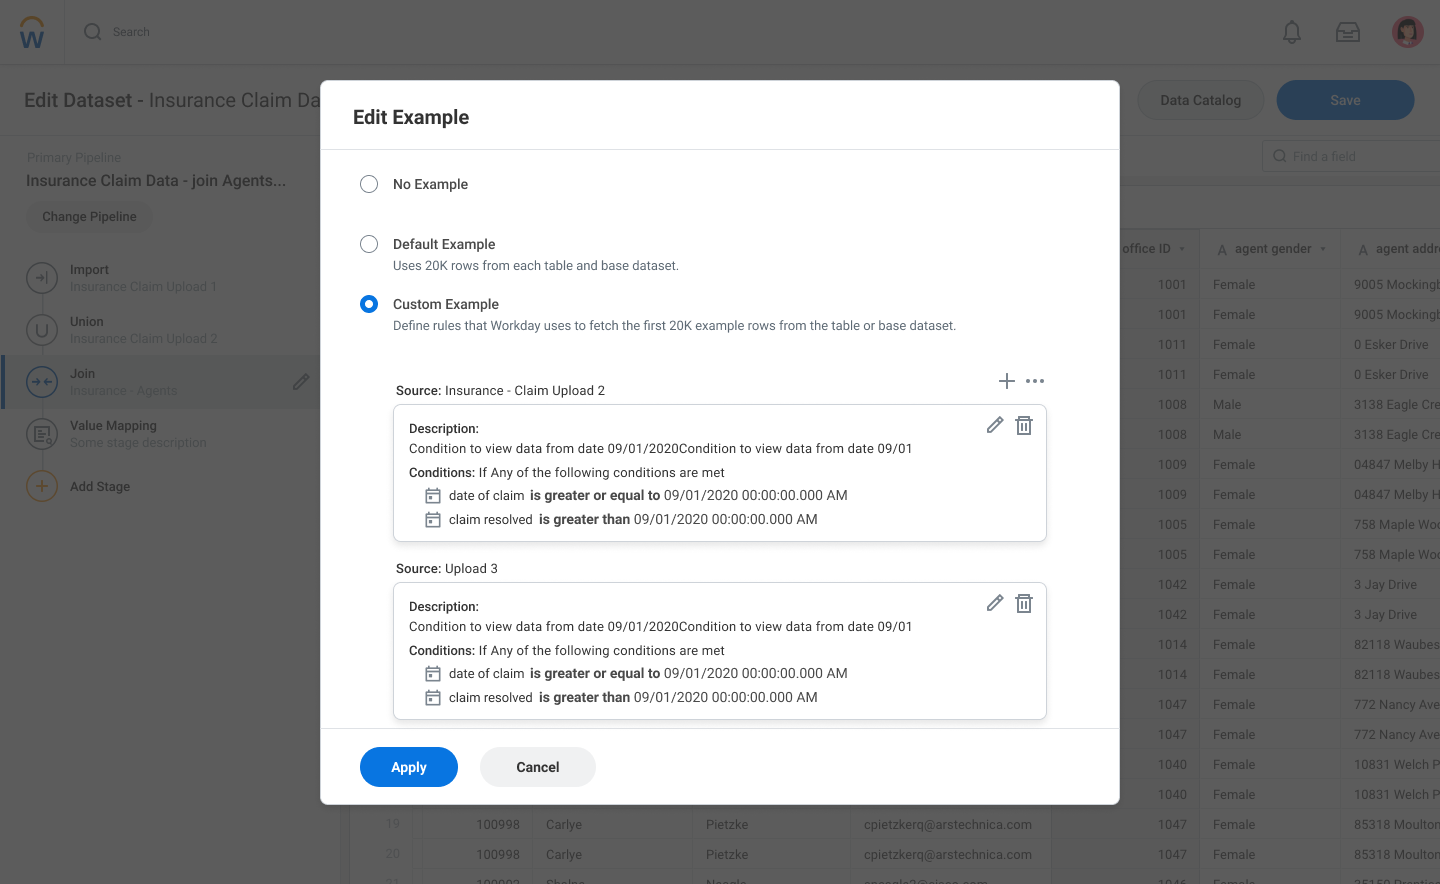 W
Search
Edit Dataset - Insurance Claim Da
Data Catalog
Save
Primary Pipeline
Insurance Claim Data - join Agents...
Change Pipeline
Find a field
Import
Insurance Claim Upload 1
Union
Insurance Claim Upload 2
Join
Insurance - Agents
Value Mapping
Some stage description
Add Stage
Edit Example
No Example
Default Example
Uses 20K rows from each table and base dataset.
Custom Example
Define rules that Workday uses to fetch the first 20K example rows from the table or base dataset.
Source: Insurance - Claim Upload 2
Description:
Condition to view data from date 09/01/2020Condition to view data from date 09/01
Conditions: If Any of the following conditions are met
date of claim is greater or equal to 09/01/2020 00:00:00.000 AM
claim resolved is greater than 09/01/2020 00:00:00.000 AM
Source: Upload 3
Description:
Condition to view data from date 09/01/2020Condition to view data from date 09/01
Conditions: If Any of the following conditions are met
date of claim is greater or equal to 09/01/2020 00:00:00.000 AM
claim resolved is greater than 09/01/2020 00:00:00.000 AM
Apply
Cancel
office ID A agent gender A agent addr
1001 Female 9005 Mockingb
1001 Female 9005 Mockingb
1011 Female 0 Esker Drive
1011 Female 0 Esker Drive
1008 Male 3138 Eagle Cre
1008 Male 3138 Eagle Cre
1009 Female 04847 Melby H
1009 Female 04847 Melby H
1005 Female 758 Maple Woo
1005 Female 758 Maple Woo
1042 Female 3 Jay Drive
1042 Female 3 Jay Drive
1014 Female 82118 Waubes
1014 Female 82118 Waubes
1047 Female 772 Nancy Ave
1047 Female 772 Nancy Ave
1040 Female 10831 Welch P
1040 Female 10831 Welch P
19 100998 Carlye Pietzke cpietzkerq@arstechnica.com 1047 Female 85318 Moulton
20 100998 Carlye Pietzke cpietzkerq@arstechnica.com 1047 Female 85318 Moulton